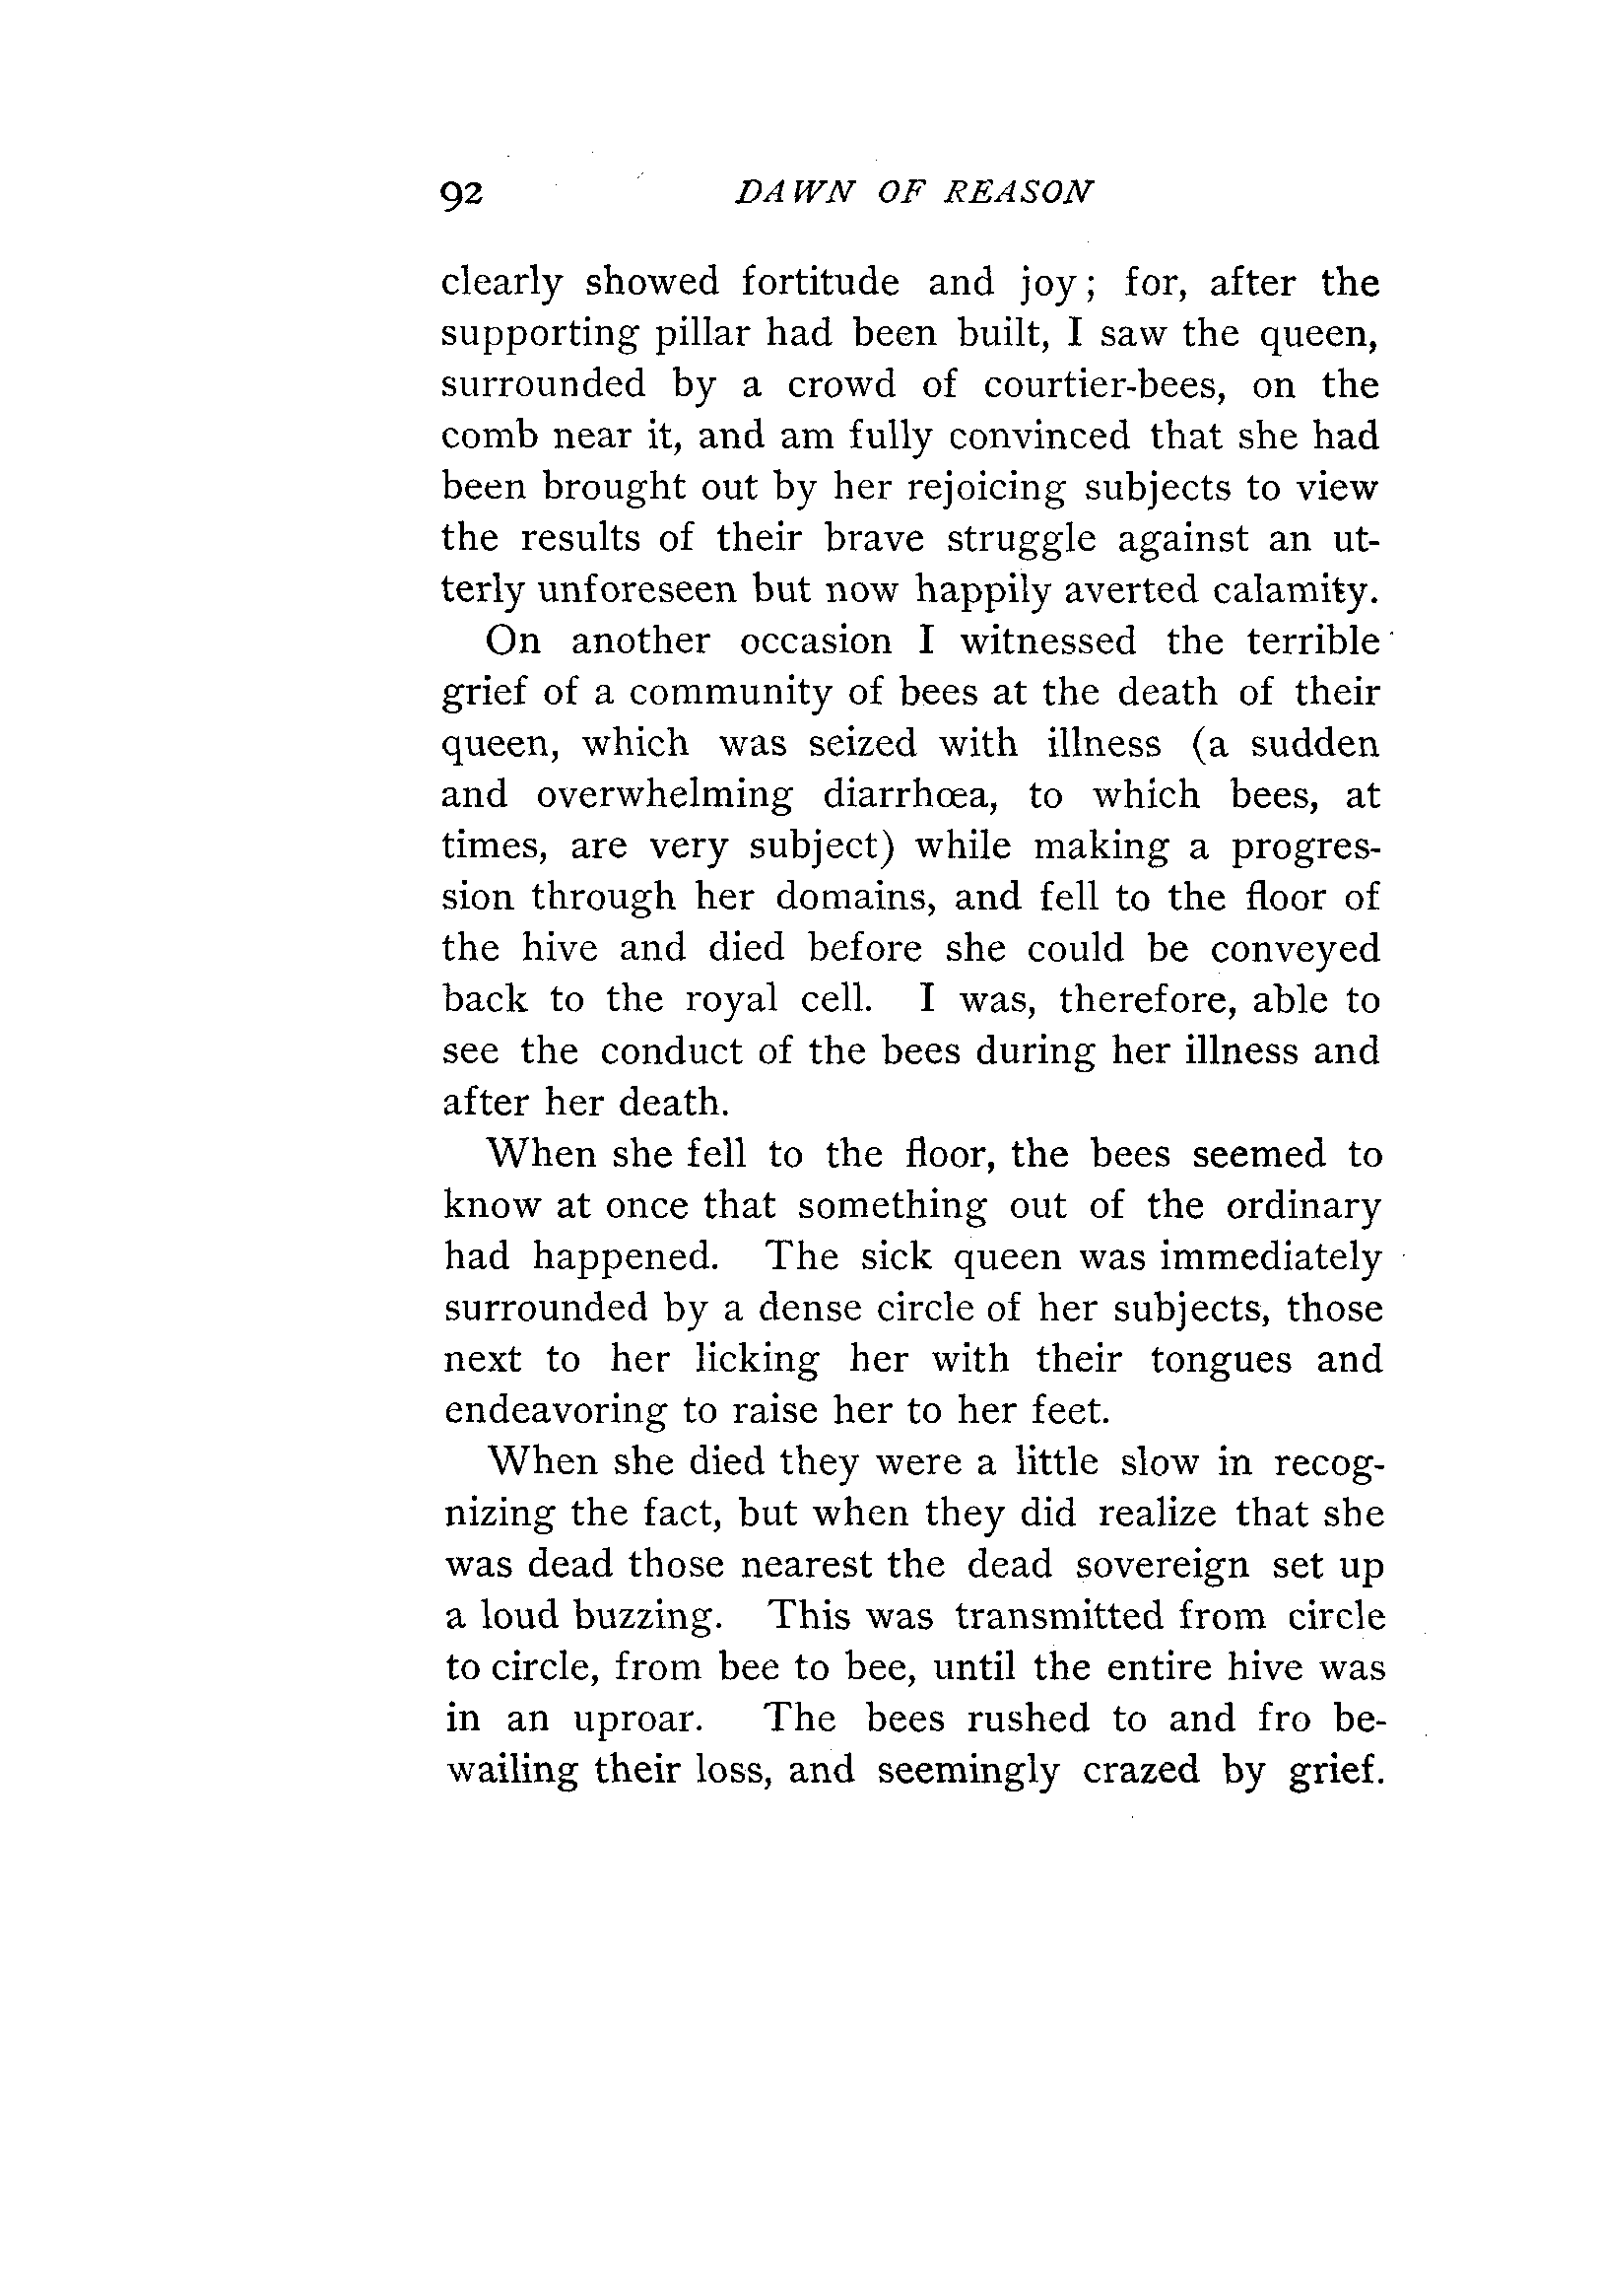 92 DAWN OF REASON
clearly showed fortitude and joy; for, after the
supporting pillar had been built, I saw the queen,
surrounded by a crowd of courtier-bees, on the
comb near it, and am fully convinced that she had
been brought out by her rejoicing subjects to view
the results of their brave struggle against an ut-
terly unforeseen but now happily averted calamity.
On another occasion I witnessed the terrible
grief of a community of bees at the death of their
queen, which was seized with illness (a sudden
and overwhelming diarrhœa, to which bees, at
times, are very subject) while making a progres-
sion through her domains, and fell to the floor of
the hive and died before she could be conveyed
back to the royal cell. I was, therefore, able to
see the conduct of the bees during her illness and
after her death.
When she fell to the floor, the bees seemed to
know at once that something out of the ordinary
had happened. The sick queen was immediately
surrounded by a dense circle of her subjects, those
next to her licking her with their tongues and
endeavoring to raise her to her feet.
When she died they were a little slow in recog-
nizing the fact, but when they did realize that she
was dead those nearest the dead sovereign set up
a loud buzzing. This was transmitted from circle
to circle, from bee to bee, until the entire hive was
in an uproar. The bees rushed to and fro be-
wailing their loss, and seemingly crazed by grief.